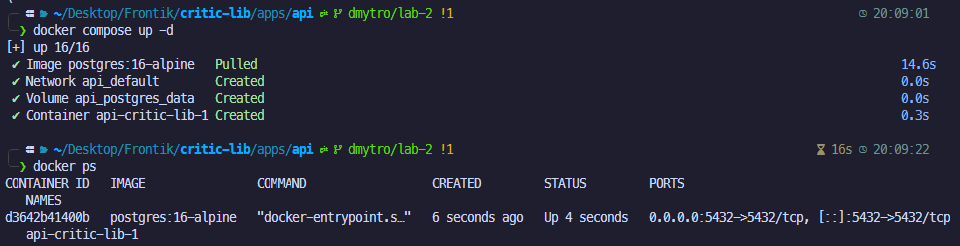 ~/Desktop/Frontik/critic-lib/apps/api dmytro/lab-2 !1 20:09:01
❯ docker compose up -d
[+] up 16/16
✔ Image postgres:16-alpine Pulled 14.6s
✔ Network api_default Created 0.0s
✔ Volume api_postgres_data Created 0.0s
✔ Container api-critic-lib-1 Created 0.3s
~/Desktop/Frontik/critic-lib/apps/api dmytro/lab-2 !1 16s 20:09:22
❯ docker ps
CONTAINER ID IMAGE COMMAND CREATED STATUS PORTS
NAMES
d3642b41400b postgres:16-alpine "docker-entrypoint.s…" 6 seconds ago Up 4 seconds 0.0.0.0:5432->5432/tcp, [::]:5432->5432/tcp
api-critic-lib-1